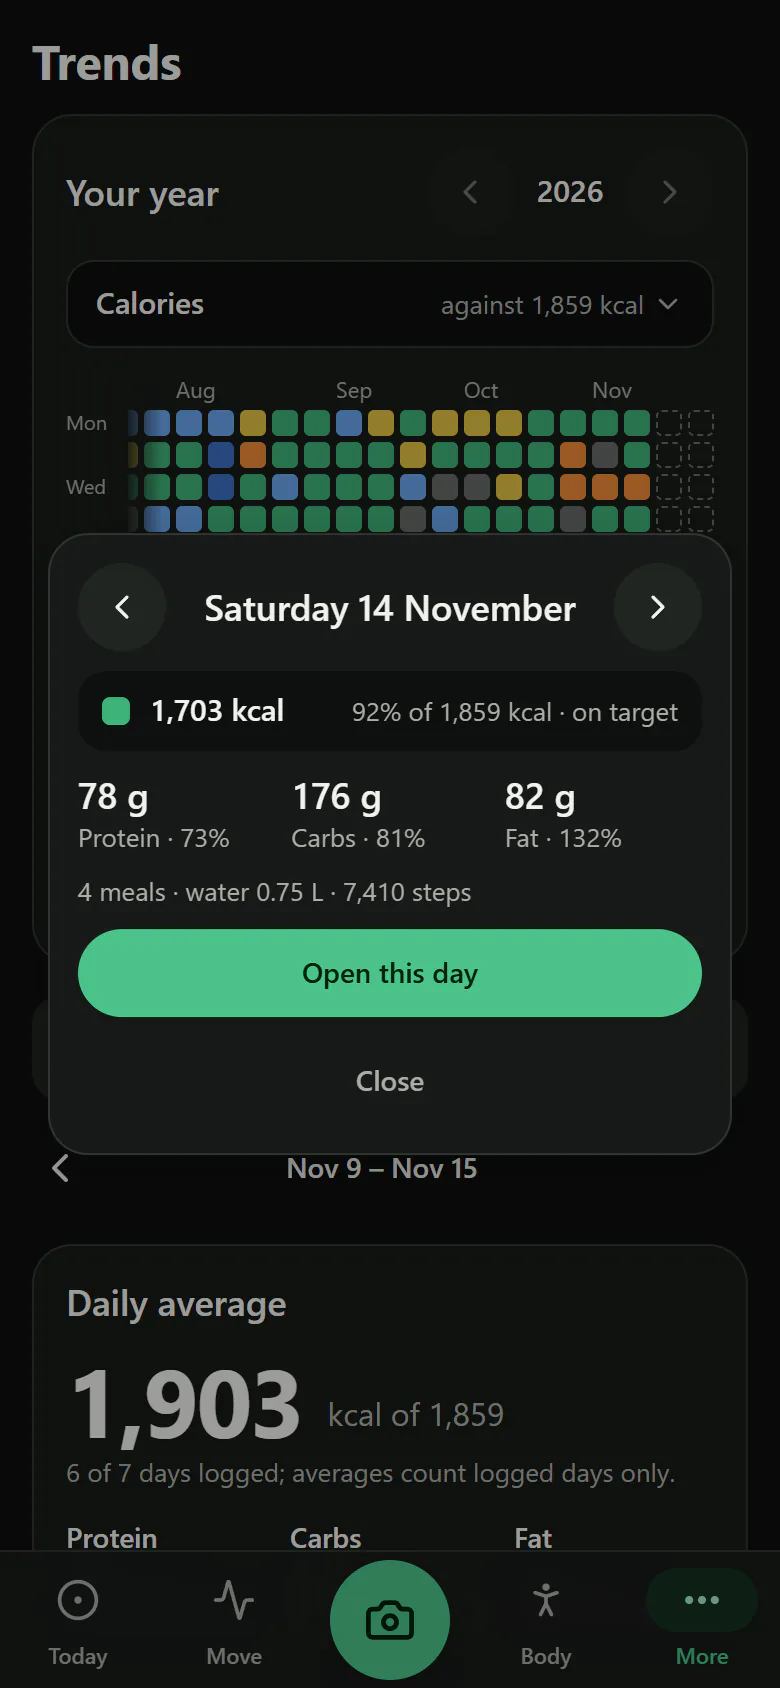 Trends
Your year
2026
Calories
against 1,859 kcal
Aug Sep Oct Nov
Mon
Wed
Saturday 14 November
1,703 kcal
92% of 1,859 kcal · on target
78 g 176 g 82 g
Protein · 73% Carbs · 81% Fat · 132%
4 meals · water 0.75 L · 7,410 steps
Open this day
Close
Nov 9 – Nov 15
Daily average
1,903 kcal of 1,859
6 of 7 days logged; averages count logged days only.
Protein Carbs Fat
Today Move Body More